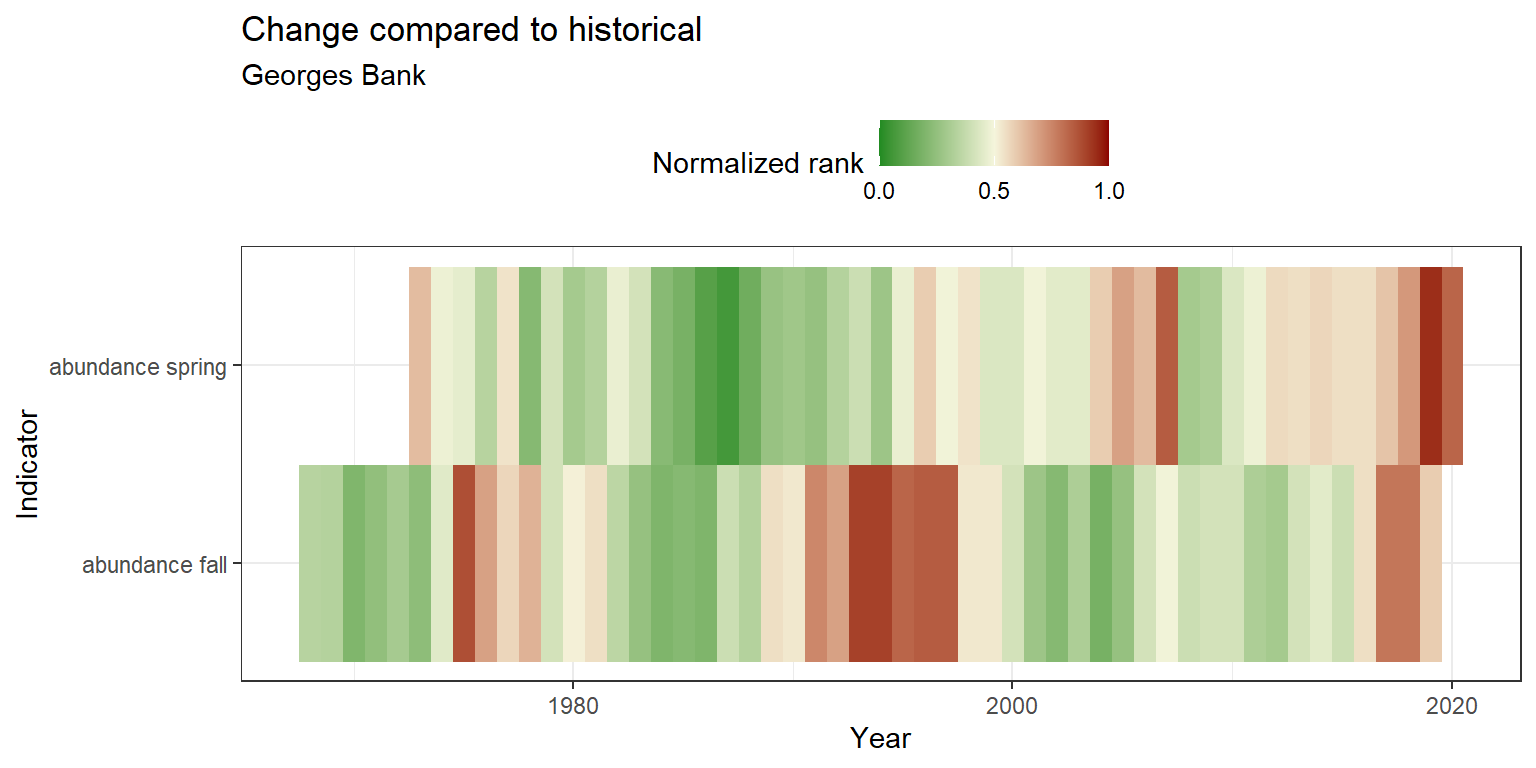 Change compared to historical
Georges Bank
Normalized rank
0.0 0.5 1.0
abundance spring
abundance fall
Indicator
1980 2000 2020
Year